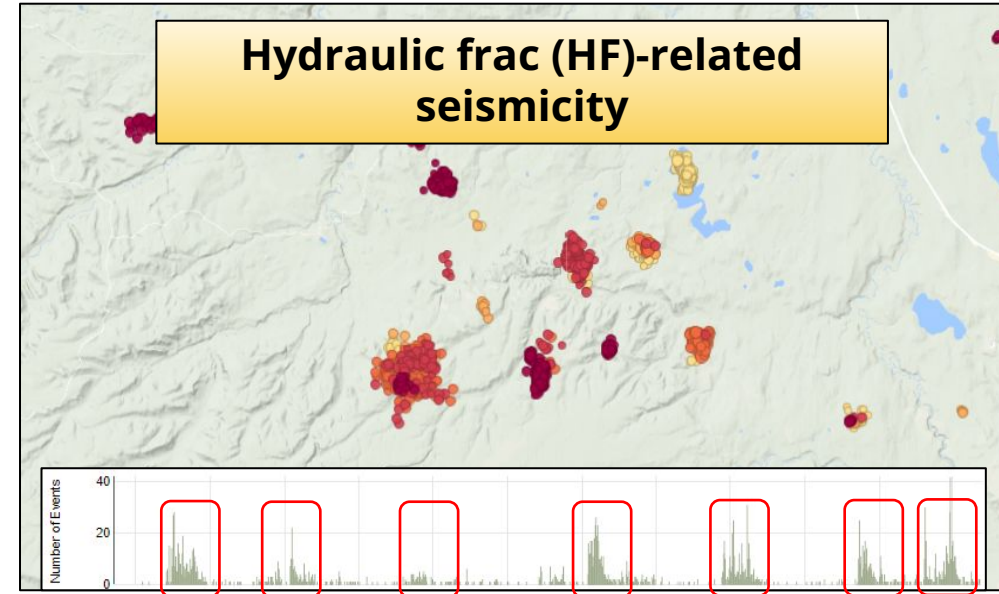 Hydraulic frac (HF)-related
seismicity
Number of Events
40
20
0